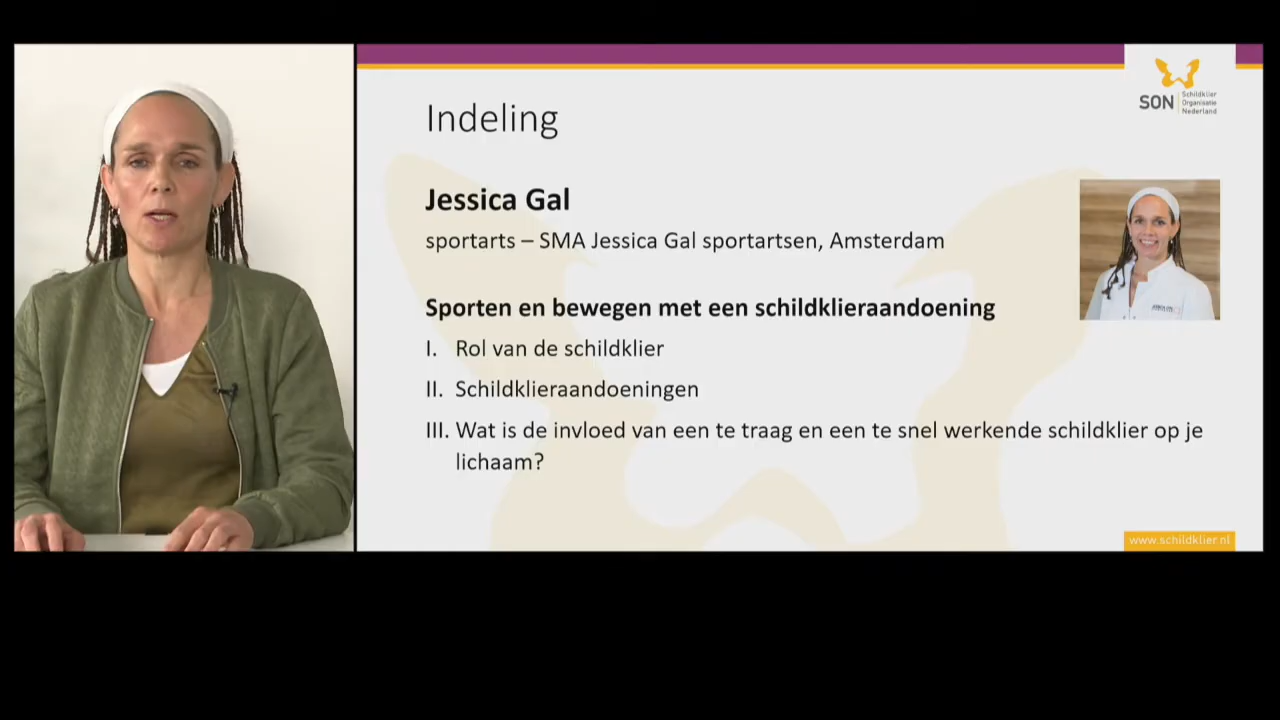 SON
Schildklier
Organisatie
Nederland
Indeling
Jessica Gal
sportarts – SMA Jessica Gal sportartsen, Amsterdam
Sporten en bewegen met een schildklieraandoening
I. Rol van de schildklier
II. Schildklieraandoeningen
III. Wat is de invloed van een te traag en een te snel werkende schildklier op je
lichaam?
www.schildklier.nl